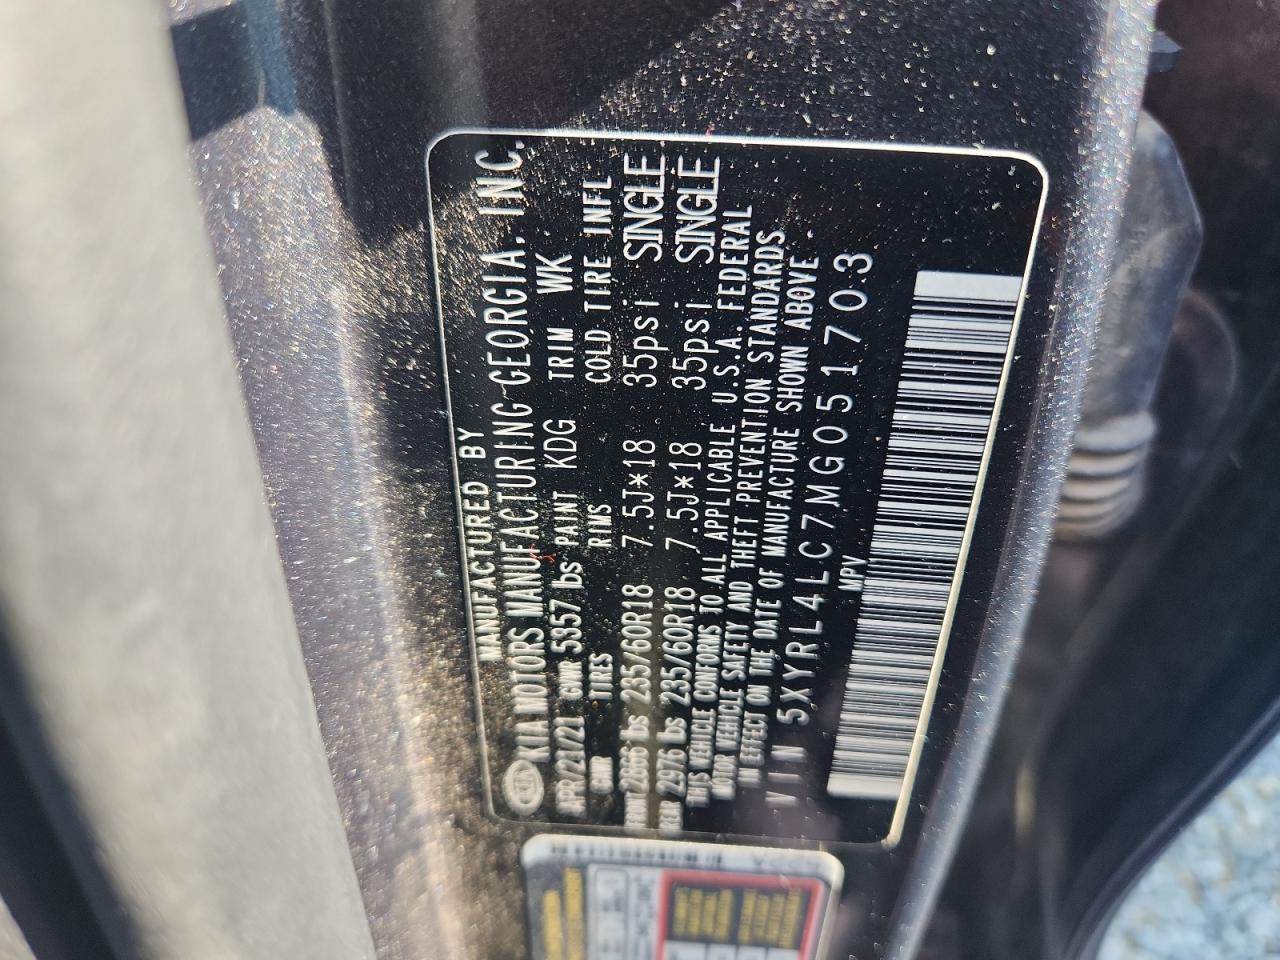 MANUFACTURED BY
KIA KIA MOTORS MANUFACTURING GEORGIA, INC.
APR/22/21 GVWR 5357 lbs PAINT KDG TRIM WK
GAWR TIRES RIMS COLD TIRE INFL
FRONT 2866 lbs 235/60R18 7.5J*18 35psi SINGLE
REAR 2976 lbs 235/60R18 7.5J*18 35psi SINGLE
THIS VEHICLE CONFORMS TO ALL APPLICABLE U.S.A. FEDERAL
MOTOR VEHICLE SAFETY AND THEFT PREVENTION STANDARDS
IN EFFECT ON THE DATE OF MANUFACTURE SHOWN ABOVE
VIN 5XYRL4LC7MG051703
MPV